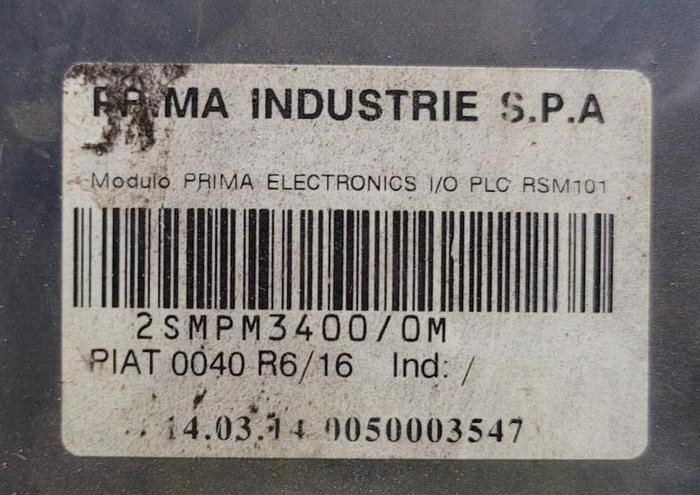 PRIMA INDUSTRIE S.P.A
Modulo PRIMA ELECTRONICS I/O PLC RSM101
2SMPM3400/0M
PIAT 0040 R6/16 Ind: /
14.03.14 0050003547